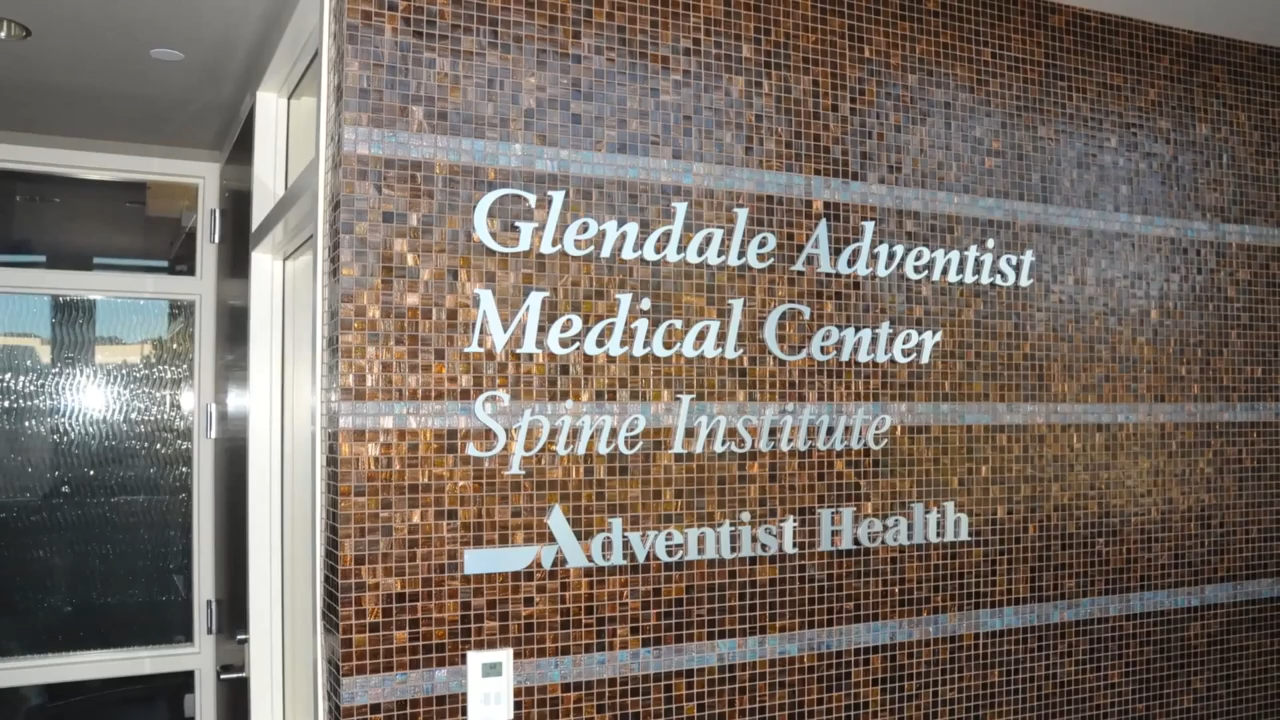 Glendale Adventist
Medical Center
Spine Institute
Adventist Health